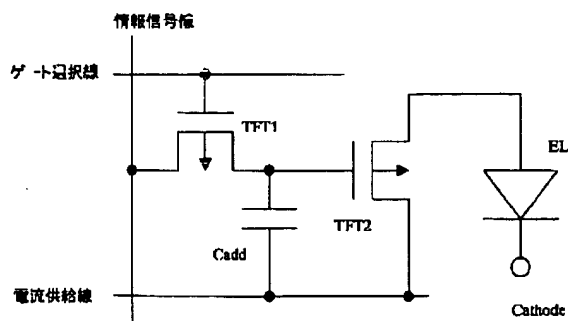 情報信号線
ゲート選択線
TFT1
EL
TFT2
Cadd
電流供給線
Cathode